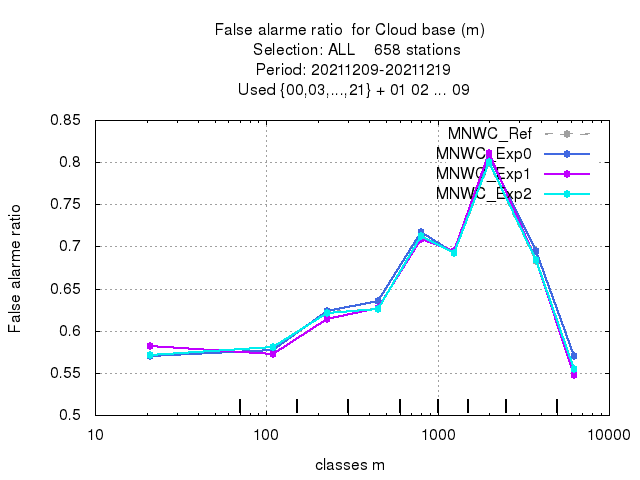 False alarme ratio  for Cloud base (m)
Selection: ALL    658 stations
Period: 20211209-20211219
Used {00,03,...,21} + 01 02 ... 09
0.85
0.8
0.75
0.7
0.65
0.6
0.55
0.5
False alarme ratio
MNWC_Ref
MNWC_Exp0
MNWC_Exp1
MNWC_Exp2
10
100
1000
10000
classes m